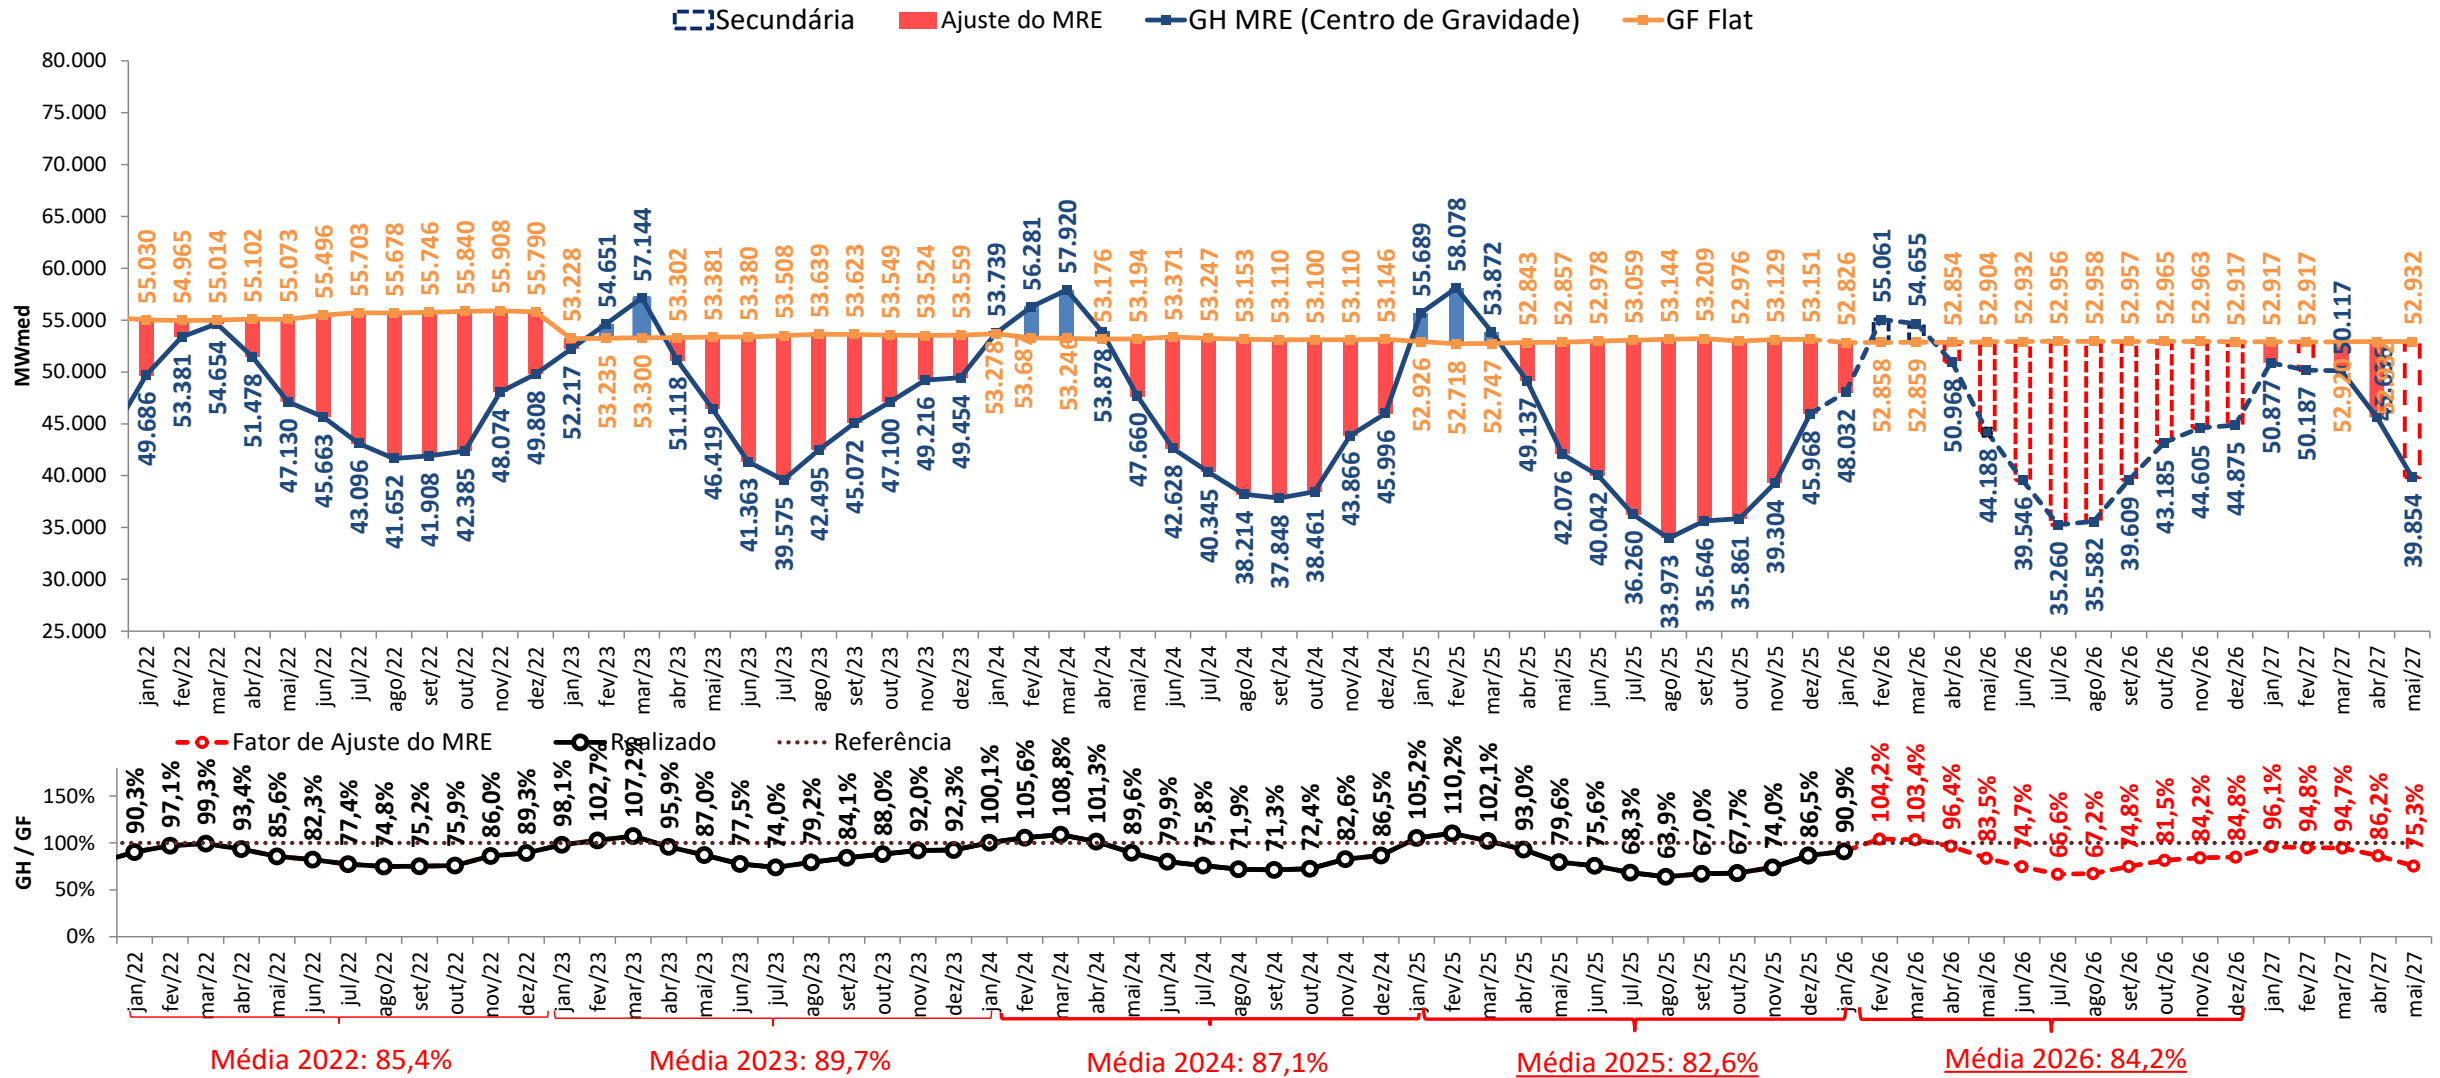 Secundária Ajuste do MRE GH MRE (Centro de Gravidade) GF Flat
MWmed
80.000
75.000
70.000
65.000
60.000
55.000
50.000
45.000
40.000
35.000
30.000
25.000
55.030 54.965 55.014 55.102 55.073 55.496 55.703 55.678 55.746 55.840 55.908 55.790 53.228 54.651 57.144 53.302 53.381 53.380 53.508 53.639 53.623 53.549 53.524 53.559 53.739 56.281 57.920 53.176 53.194 53.371 53.247 53.153 53.110 53.100 53.110 53.146 55.689 58.078 53.872 52.843 52.857 52.978 53.059 53.144 53.209 52.976 53.129 53.151 52.826 55.061 54.655 52.854 52.904 52.932 52.956 52.958 52.957 52.965 52.963 52.917 52.917 52.917 50.117 45.636 52.932
49.686 53.381 54.654 51.478 47.130 45.663 43.096 41.652 41.908 42.385 48.074 49.808 52.217 53.235 53.300 51.118 46.419 41.363 39.575 42.495 45.072 47.100 49.216 49.454 53.278 53.246 53.878 47.660 42.628 40.345 38.214 37.848 38.461 43.866 45.996 52.926 52.718 52.747 49.137 42.076 40.042 36.260 33.973 35.646 35.861 39.304 45.968 48.032 52.858 52.859 50.968 44.188 39.546 35.260 35.582 39.609 43.185 44.605 44.875 50.877 50.187 39.854
jan/22 fev/22 mar/22 abr/22 mai/22 jun/22 jul/22 ago/22 set/22 out/22 nov/22 dez/22 jan/23 fev/23 mar/23 abr/23 mai/23 jun/23 jul/23 ago/23 set/23 out/23 nov/23 dez/23 jan/24 fev/24 mar/24 abr/24 mai/24 jun/24 jul/24 ago/24 set/24 out/24 nov/24 dez/24 jan/25 fev/25 mar/25 abr/25 mai/25 jun/25 jul/25 ago/25 set/25 out/25 nov/25 dez/25 jan/26 fev/26 mar/26 abr/26 mai/26 jun/26 jul/26 ago/26 set/26 out/26 nov/26 dez/26 jan/27 fev/27 mar/27 abr/27 mai/27
Fator de Ajuste do MRE Realizado Referência
GH / GF
150%
100%
50%
0%
90,3% 97,1% 99,3% 93,4% 85,6% 82,3% 77,4% 74,8% 75,2% 75,9% 86,0% 89,3% 98,1% 102,7% 107,2% 95,9% 87,0% 77,5% 74,0% 79,2% 84,1% 88,0% 92,0% 92,3% 100,1% 105,6% 108,8% 101,3% 89,6% 79,9% 75,8% 71,9% 71,3% 72,4% 82,6% 86,5% 105,2% 110,2% 102,1% 93,0% 79,6% 75,6% 68,3% 63,9% 67,0% 67,7% 74,0% 86,5% 90,9% 104,2% 103,4% 96,4% 83,5% 74,7% 66,6% 67,2% 74,8% 81,5% 84,2% 84,8% 96,1% 94,8% 94,7% 86,2% 75,3%
jan/22 fev/22 mar/22 abr/22 mai/22 jun/22 jul/22 ago/22 set/22 out/22 nov/22 dez/22 jan/23 fev/23 mar/23 abr/23 mai/23 jun/23 jul/23 ago/23 set/23 out/23 nov/23 dez/23 jan/24 fev/24 mar/24 abr/24 mai/24 jun/24 jul/24 ago/24 set/24 out/24 nov/24 dez/24 jan/25 fev/25 mar/25 abr/25 mai/25 jun/25 jul/25 ago/25 set/25 out/25 nov/25 dez/25 jan/26 fev/26 mar/26 abr/26 mai/26 jun/26 jul/26 ago/26 set/26 out/26 nov/26 dez/26 jan/27 fev/27 mar/27 abr/27 mai/27
Média 2022: 85,4% Média 2023: 89,7% Média 2024: 87,1% Média 2025: 82,6% Média 2026: 84,2%